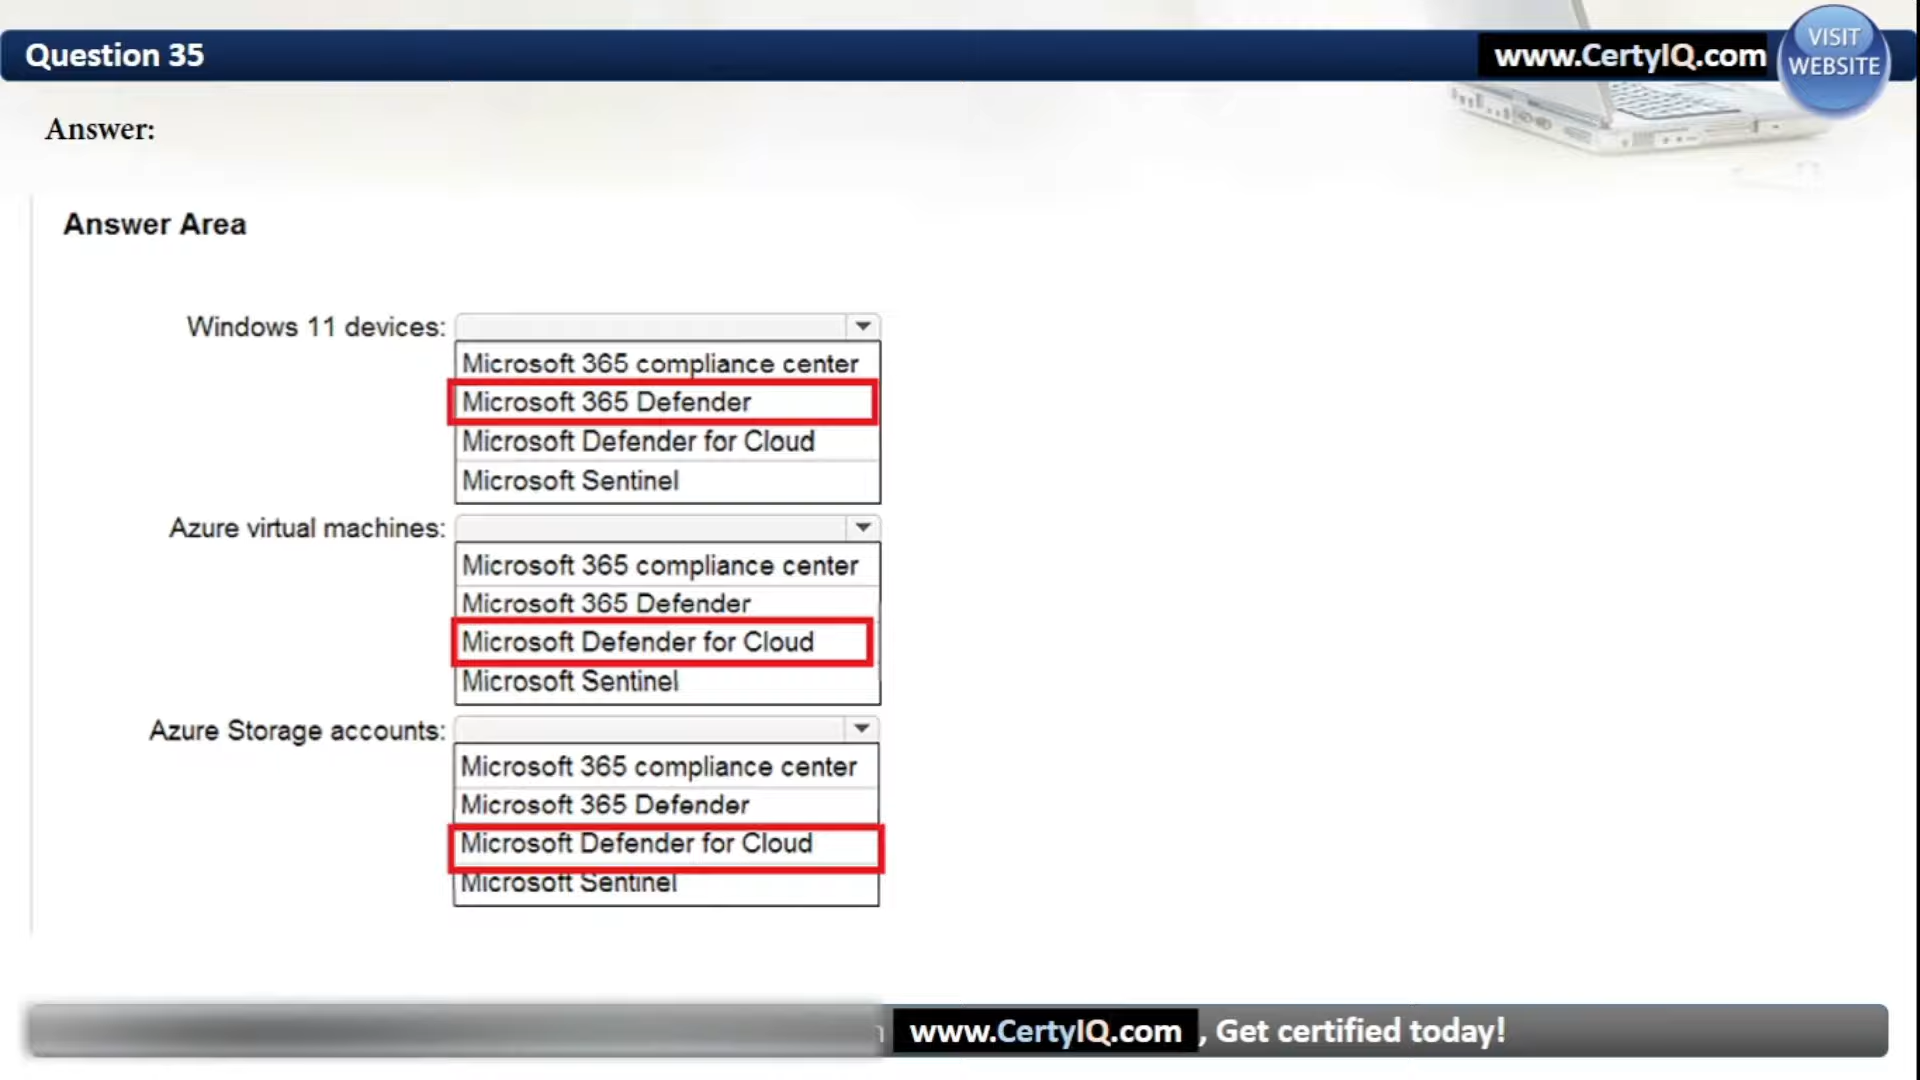 Question 35
www.CertyIQ.com
VISIT
WEBSITE
Answer:
Answer Area
Windows 11 devices:
Microsoft 365 compliance center
Microsoft 365 Defender
Microsoft Defender for Cloud
Microsoft Sentinel
Azure virtual machines:
Microsoft 365 compliance center
Microsoft 365 Defender
Microsoft Defender for Cloud
Microsoft Sentinel
Azure Storage accounts:
Microsoft 365 compliance center
Microsoft 365 Defender
Microsoft Defender for Cloud
Microsoft Sentinel
www.CertyIQ.com , Get certified today!